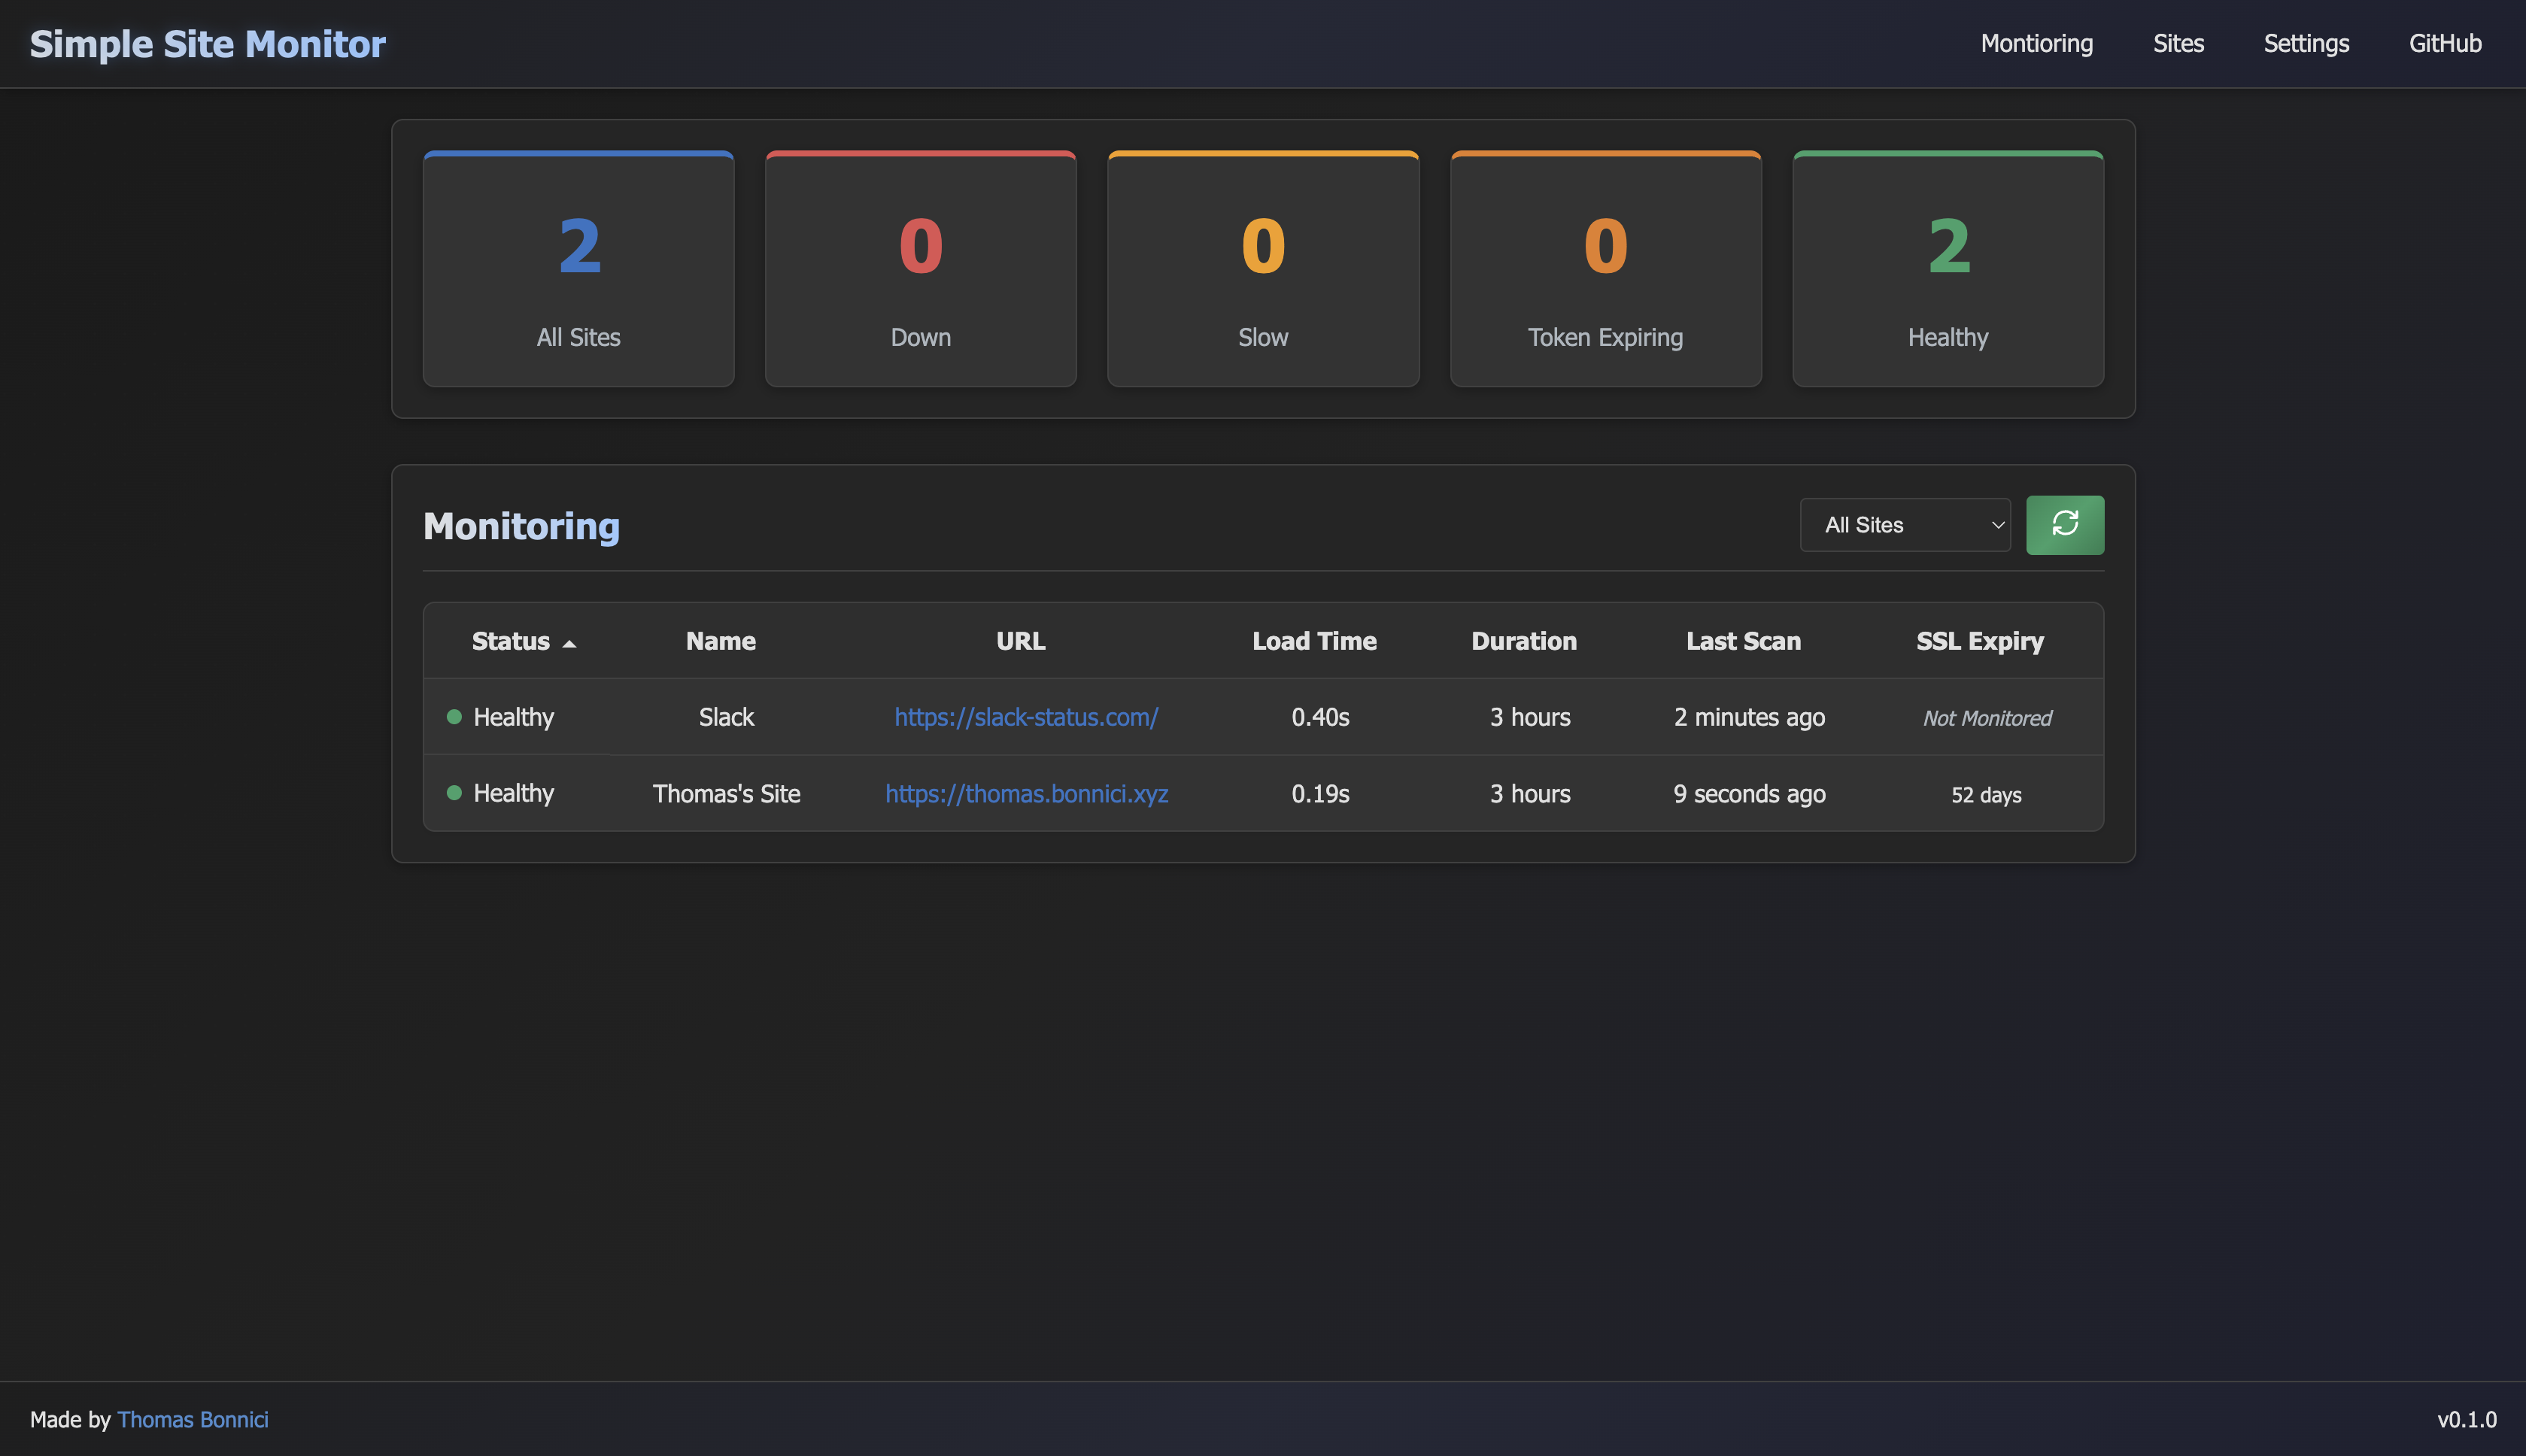 Simple Site Monitor
Montioring Sites Settings GitHub
2 0 0 0 2
All Sites Down Slow Token Expiring Healthy
Monitoring
All Sites
Status Name URL Load Time Duration Last Scan SSL Expiry
Healthy Slack https://slack-status.com/ 0.40s 3 hours 2 minutes ago Not Monitored
Healthy Thomas's Site https://thomas.bonnici.xyz 0.19s 3 hours 9 seconds ago 52 days
Made by Thomas Bonnici
v0.1.0